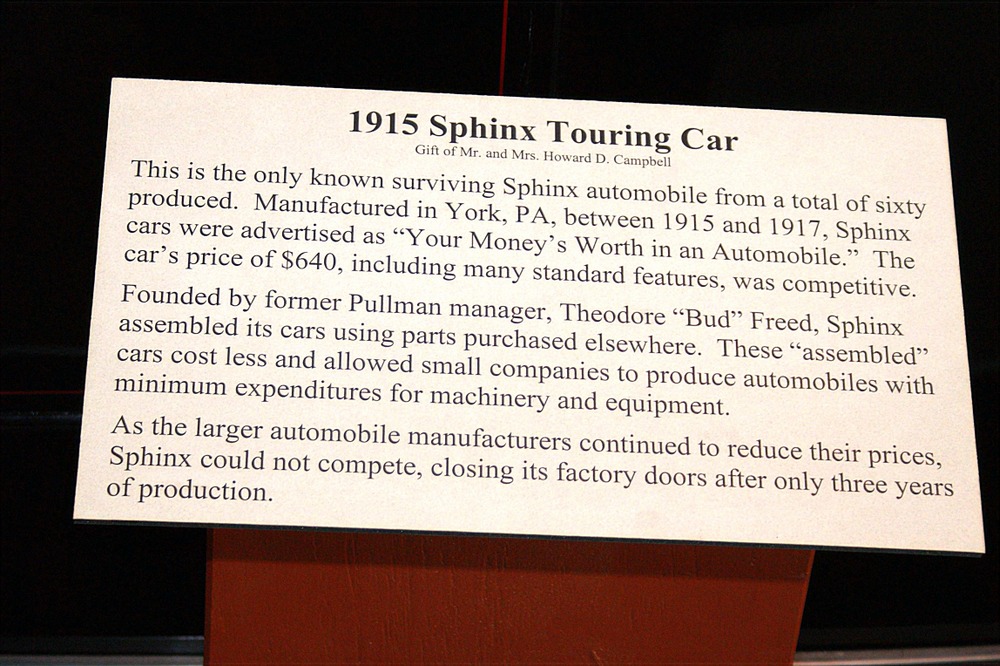 1915 Sphinx Touring Car
Gift of Mr. and Mrs. Howard D. Campbell
This is the only known surviving Sphinx automobile from a total of sixty
produced.  Manufactured in York, PA, between 1915 and 1917, Sphinx
cars were advertised as “Your Money’s Worth in an Automobile.”  The
car’s price of $640, including many standard features, was competitive.
Founded by former Pullman manager, Theodore “Bud” Freed, Sphinx
assembled its cars using parts purchased elsewhere.  These “assembled”
cars cost less and allowed small companies to produce automobiles with
minimum expenditures for machinery and equipment.
As the larger automobile manufacturers continued to reduce their prices,
Sphinx could not compete, closing its factory doors after only three years
of production.